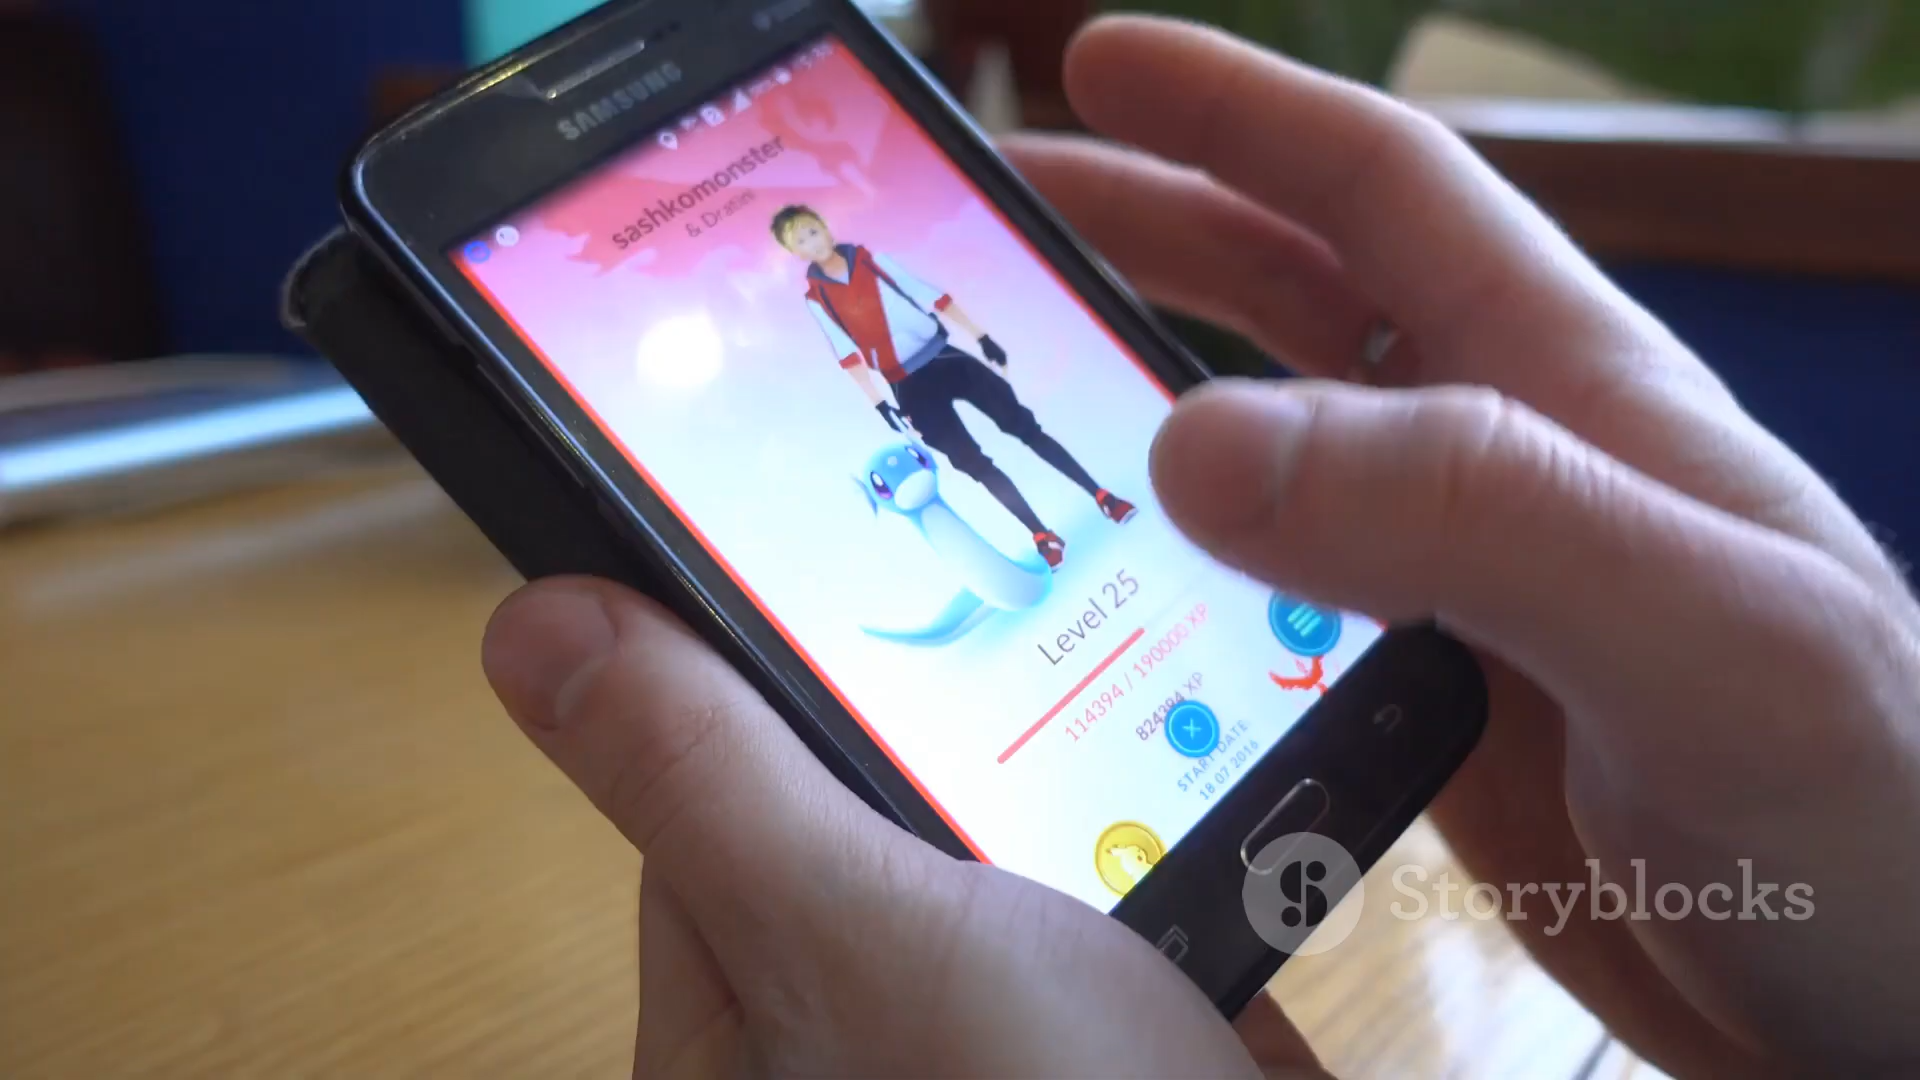 SAMSUNG
sashkomonster
& Dratini
Level 25
114394 / 190000 XP
824394 XP
START DATE:
18 07 2016
Storyblocks